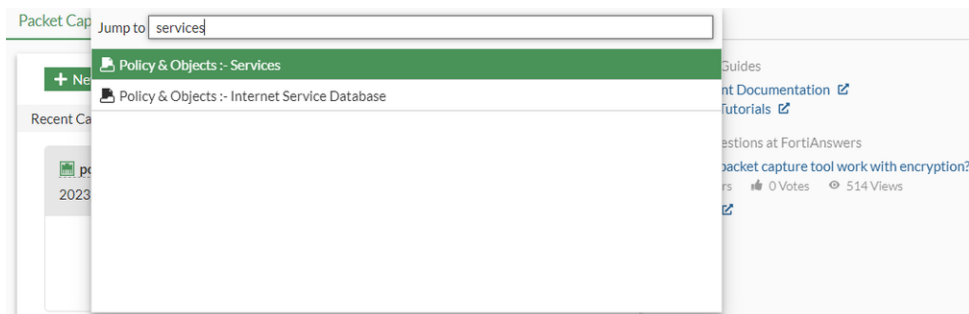 Packet Cap
Jump to services
Policy & Objects :- Services
Policy & Objects :- Internet Service Database
+ Ne
Recent Ca
po
2023
Guides
nt Documentation
Tutorials
estions at FortiAnswers
packet capture tool work with encryption?
rs 0 Votes 514 Views